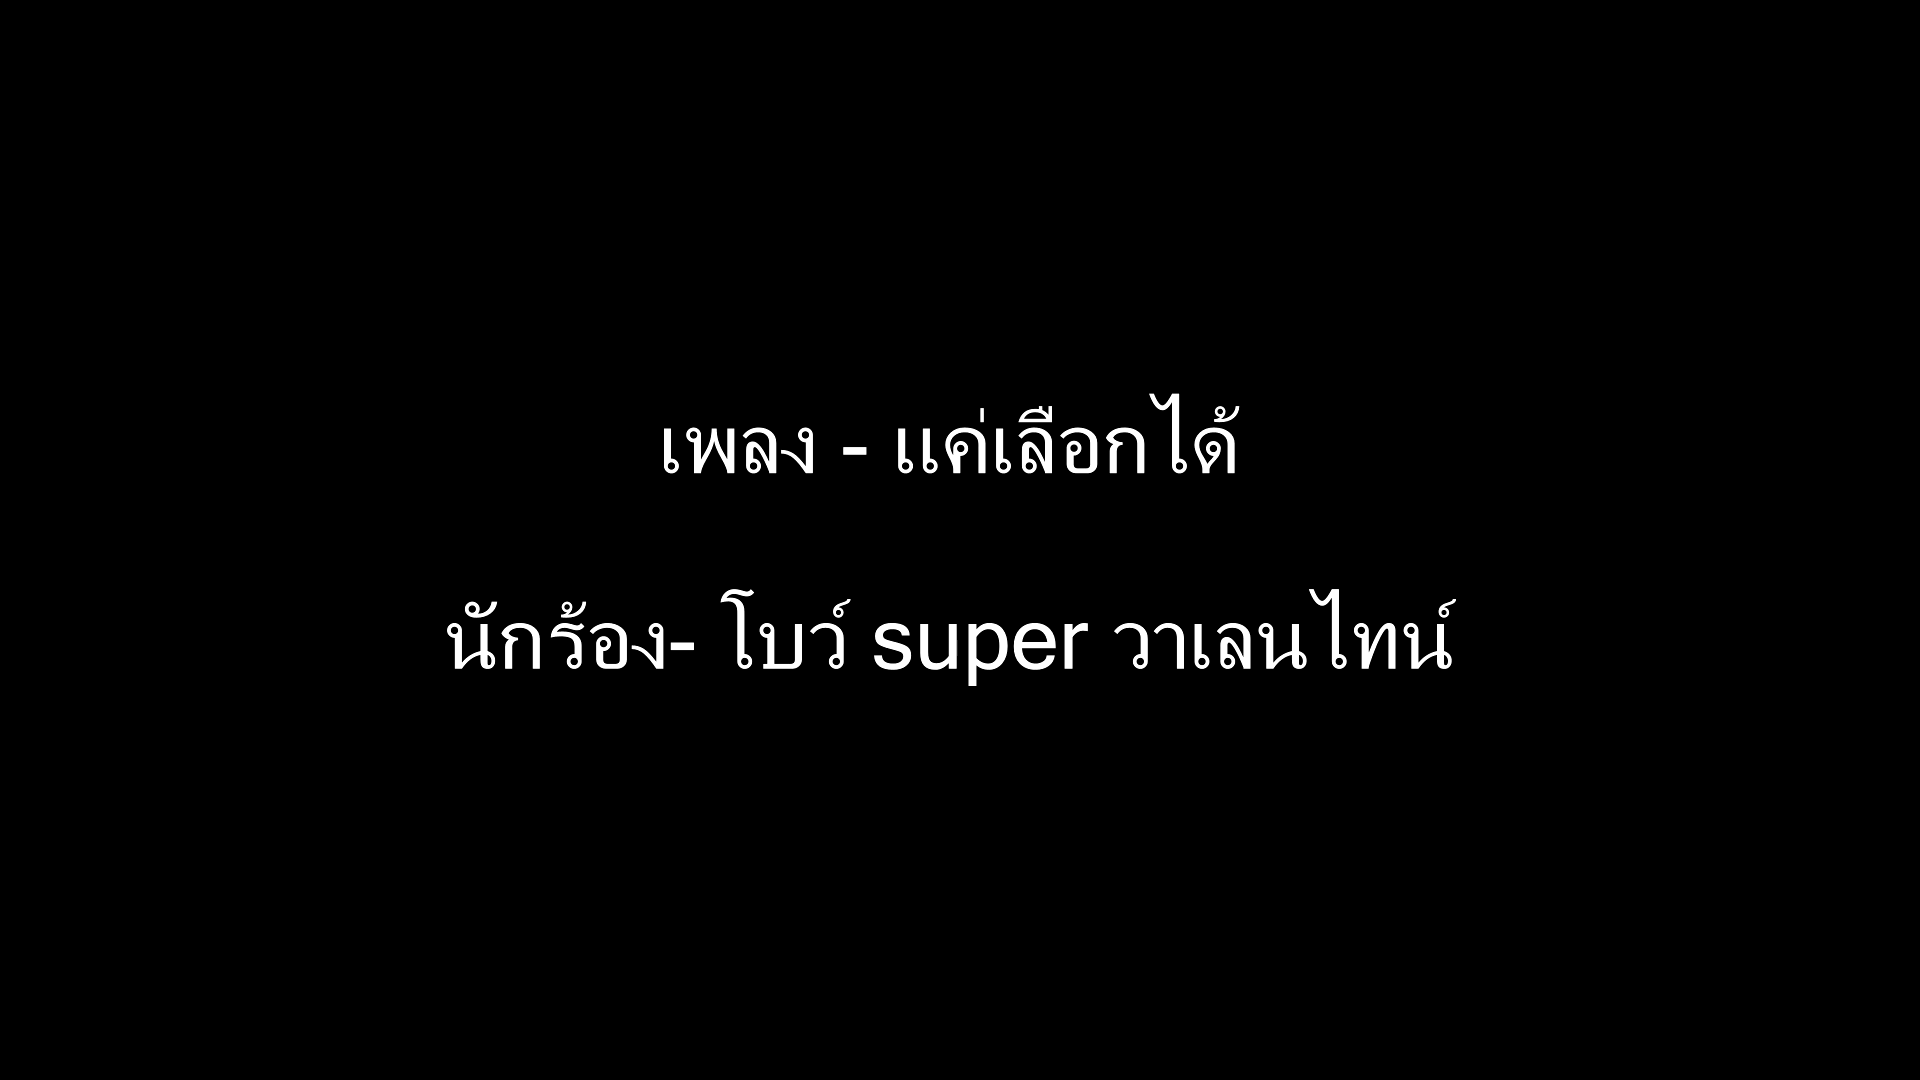 เพลง - แค่เลือกได้
นักร้อง- โบว์ super วาเลนไทน์